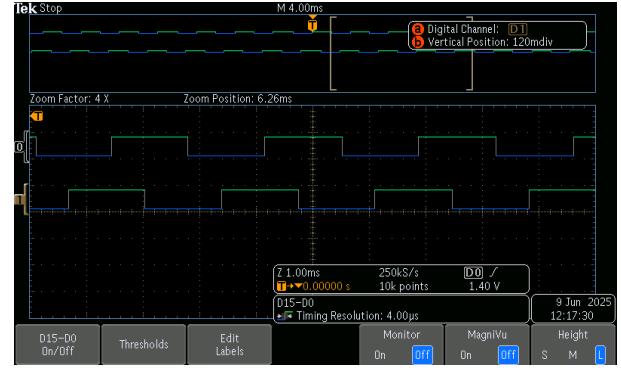 Tek Stop M 4.00ms
T
a Digital Channel: D1
b Vertical Position: 120mdiv
Zoom Factor: 4 X Zoom Position: 6.26ms
T
0
1
Z 1.00ms 250kS/s D0 /
T→▼0.00000 s 10k points 1.40 V
D15-D0
Timing Resolution: 4.00µs
9 Jun 2025
12:17:30
D15-D0
On/Off
Thresholds
Edit
Labels
Monitor
On Off
MagniVu
On Off
Height
S M L